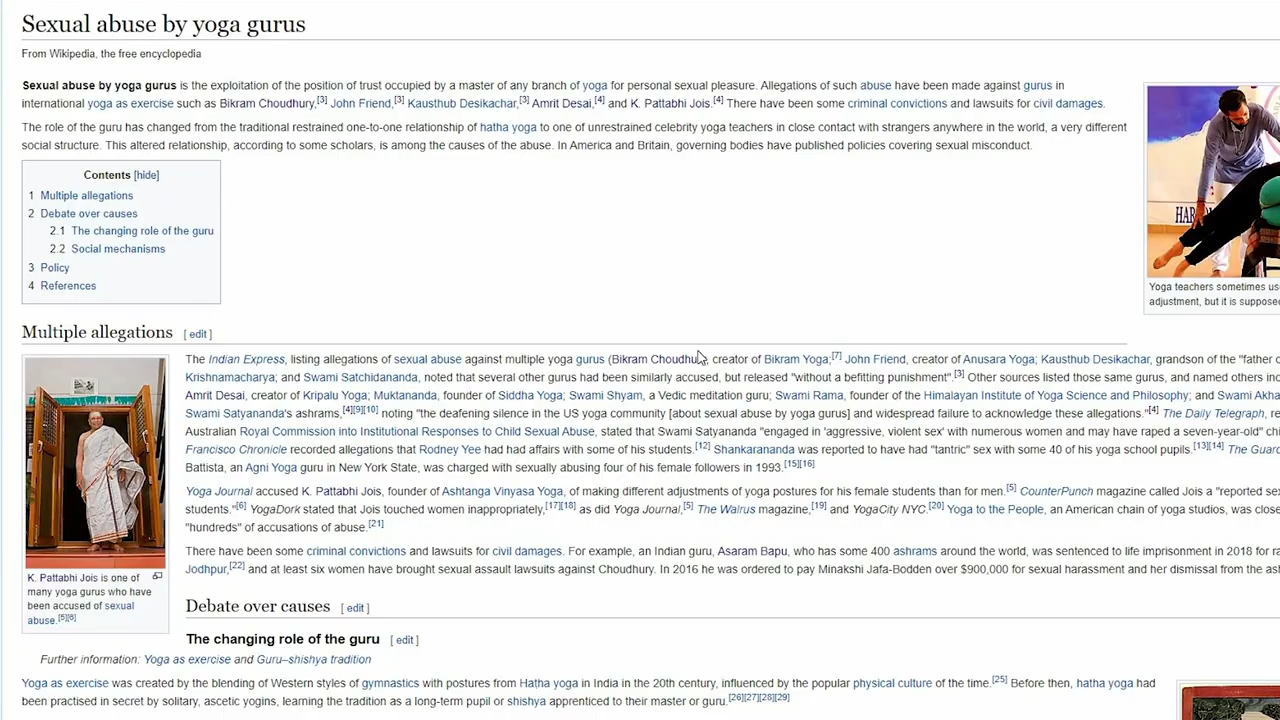 Sexual abuse by yoga gurus
From Wikipedia, the free encyclopedia
Sexual abuse by yoga gurus is the exploitation of the position of trust occupied by a master of any branch of yoga for personal sexual pleasure. Allegations of such abuse have been made against gurus in
international yoga as exercise such as Bikram Choudhury,[3] John Friend,[3] Kausthub Desikachar,[3] Amrit Desai,[4] and K. Pattabhi Jois.[4] There have been some criminal convictions and lawsuits for civil damages.
The role of the guru has changed from the traditional restrained one-to-one relationship of hatha yoga to one of unrestrained celebrity yoga teachers in close contact with strangers anywhere in the world, a very different
social structure. This altered relationship, according to some scholars, is among the causes of the abuse. In America and Britain, governing bodies have published policies covering sexual misconduct.
Contents [hide]
1 Multiple allegations
2 Debate over causes
2.1 The changing role of the guru
2.2 Social mechanisms
3 Policy
4 References
HAR
Yoga teachers sometimes us
adjustment, but it is suppose
Multiple allegations [ edit ]
The Indian Express, listing allegations of sexual abuse against multiple yoga gurus (Bikram Choudhu, creator of Bikram Yoga;[7] John Friend, creator of Anusara Yoga; Kausthub Desikachar, grandson of the "father o
Krishnamacharya; and Swami Satchidananda, noted that several other gurus had been similarly accused, but released "without a befitting punishment".[3] Other sources listed those same gurus, and named others inc
Amrit Desai, creator of Kripalu Yoga; Muktananda, founder of Siddha Yoga; Swami Shyam, a Vedic meditation guru; Swami Rama, founder of the Himalayan Institute of Yoga Science and Philosophy; and Swami Akha
Swami Satyananda's ashrams,[4][9][10] noting "the deafening silence in the US yoga community [about sexual abuse by yoga gurus] and widespread failure to acknowledge these allegations."[4] The Daily Telegraph, re
Australian Royal Commission into Institutional Responses to Child Sexual Abuse, stated that Swami Satyananda "engaged in 'aggressive, violent sex' with numerous women and may have raped a seven-year-old" chi
Francisco Chronicle recorded allegations that Rodney Yee had had affairs with some of his students.[12] Shankarananda was reported to have had "tantric" sex with some 40 of his yoga school pupils.[13][14] The Guar
Battista, an Agni Yoga guru in New York State, was charged with sexually abusing four of his female followers in 1993.[15][16]
Yoga Journal accused K. Pattabhi Jois, founder of Ashtanga Vinyasa Yoga, of making different adjustments of yoga postures for his female students than for men.[5] CounterPunch magazine called Jois a "reported se
students."[6] YogaDork stated that Jois touched women inappropriately,[17][18] as did Yoga Journal,[5] The Walrus magazine,[19] and YogaCity NYC.[20] Yoga to the People, an American chain of yoga studios, was close
"hundreds" of accusations of abuse.[21]
There have been some criminal convictions and lawsuits for civil damages. For example, an Indian guru, Asaram Bapu, who has some 400 ashrams around the world, was sentenced to life imprisonment in 2018 for ra
Jodhpur,[22] and at least six women have brought sexual assault lawsuits against Choudhury. In 2016 he was ordered to pay Minakshi Jafa-Bodden over $900,000 for sexual harassment and her dismissal from the ash
K. Pattabhi Jois is one of
many yoga gurus who have
been accused of sexual
abuse.[5][6]
Debate over causes [ edit ]
The changing role of the guru [ edit ]
Further information: Yoga as exercise and Guru–shishya tradition
Yoga as exercise was created by the blending of Western styles of gymnastics with postures from Haṭha yoga in India in the 20th century, influenced by the popular physical culture of the time.[25] Before then, hatha yoga had
been practised in secret by solitary, ascetic yogins, learning the tradition as a long-term pupil or shishya apprenticed to their master or guru.[26][27][28][29]